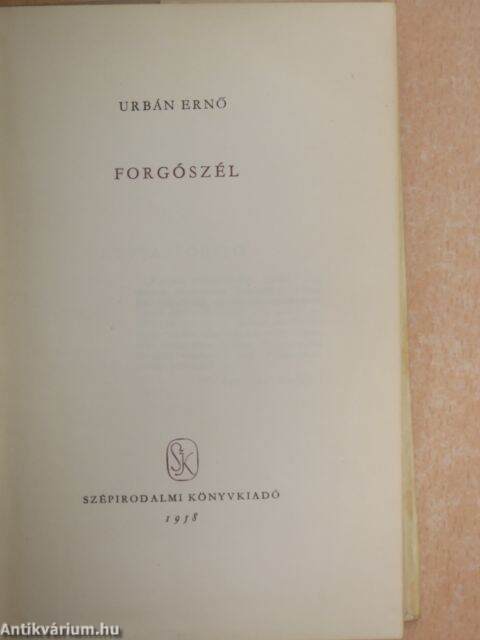 URBÁN ERNŐ
FORGÓSZÉL
SzK
SZÉPIRODALMI KÖNYVKIADÓ
1958
Antikvárium.hu